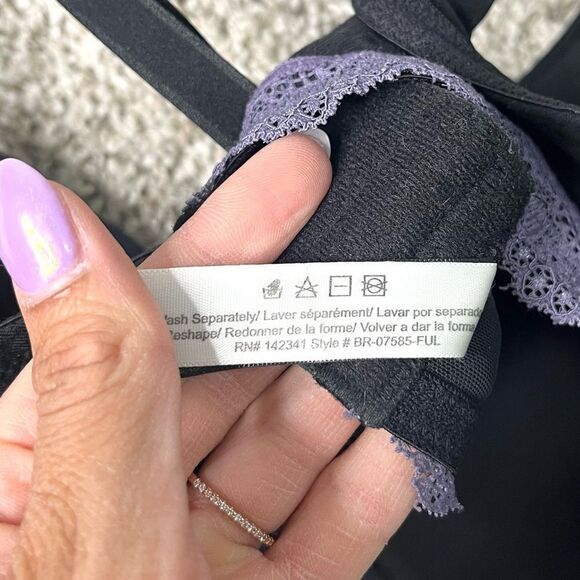 Separately/ Laver séparément/ Lavar por separado
Reshape/ Redonner de la forme/ Volver a dar la forma
RN# 142341 Style # BR-07585-FUL